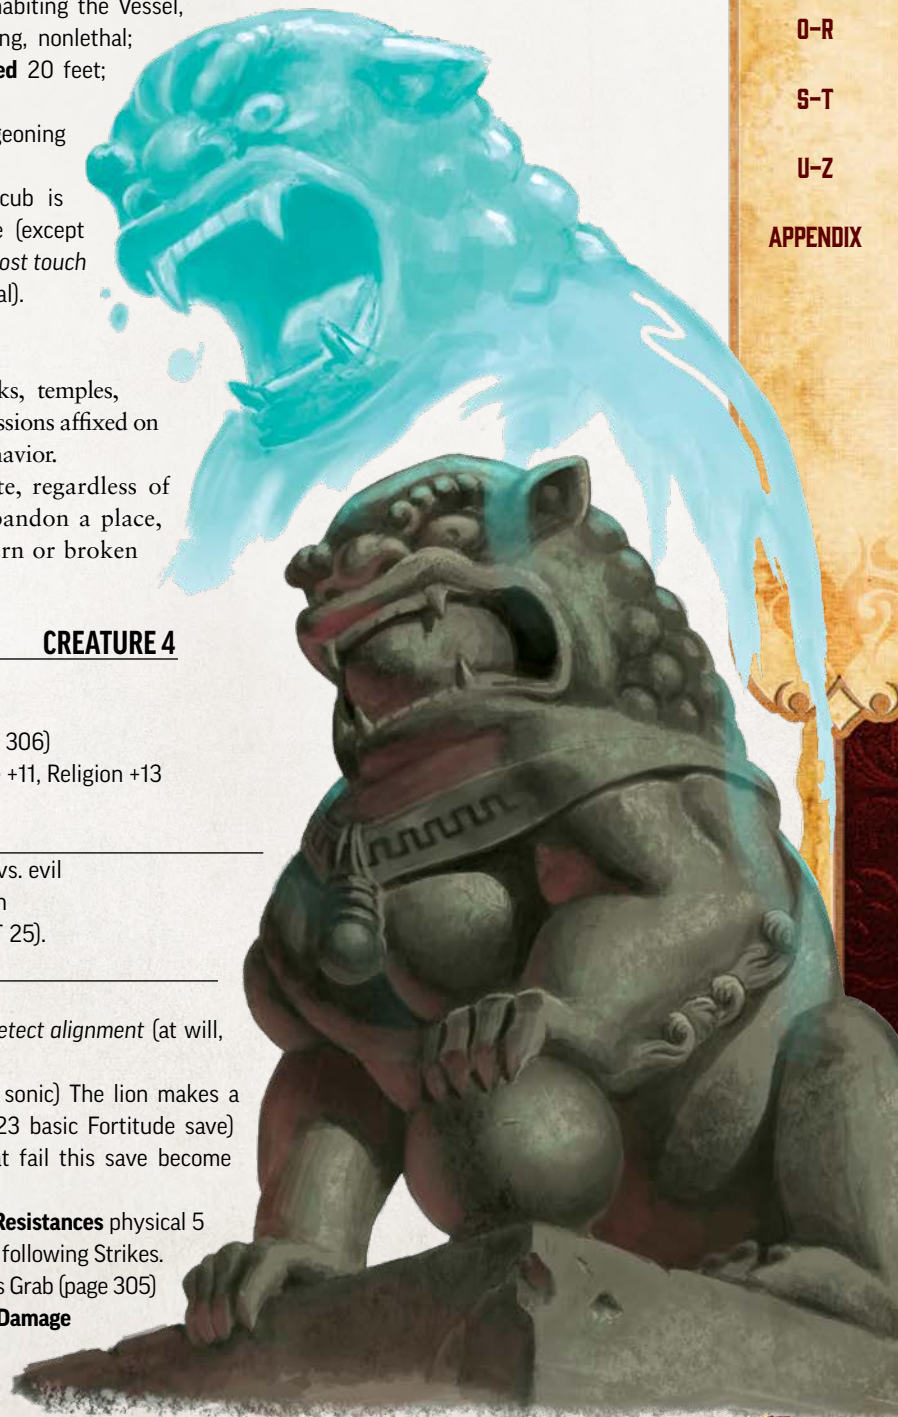 habiting the Vessel,
ng, nonlethal;
ed 20 feet;
geoning
cub is
e (except
ost touch
al).
ks, temples,
ssions affixed on
havior.
te, regardless of
bandon a place,
rn or broken
CREATURE 4
306)
+11, Religion +13
vs. evil
n
25).
etect alignment (at will,
sonic) The lion makes a
23 basic Fortitude save)
at fail this save become
Resistances physical 5
following Strikes.
s Grab (page 305)
Damage
O–R
S–T
U–Z
APPENDIX